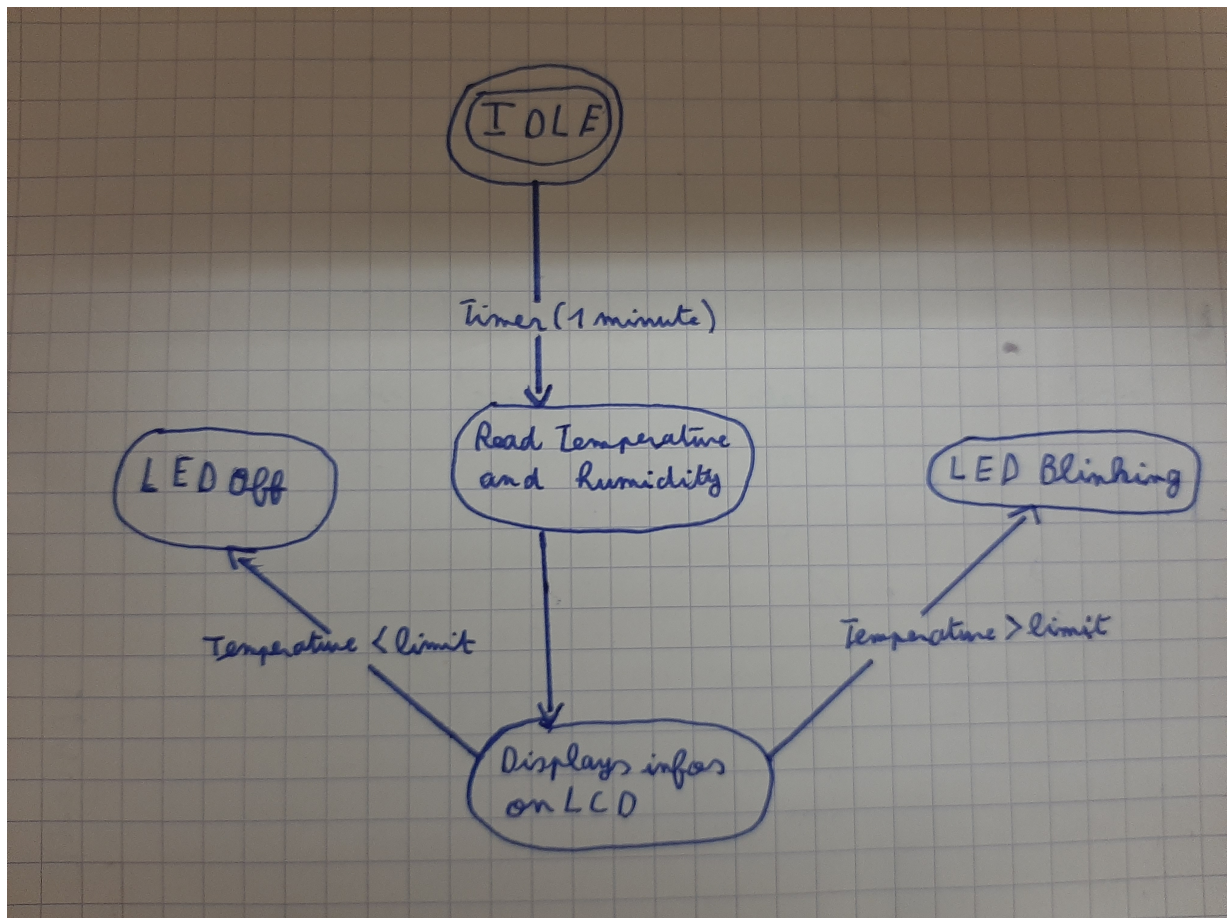 IDLE
Timer (1 minute)
Read Temperature
and humidity
LED Off
LED Blinking
Temperature < limit
Temperature > limit
Displays infos
on LCD